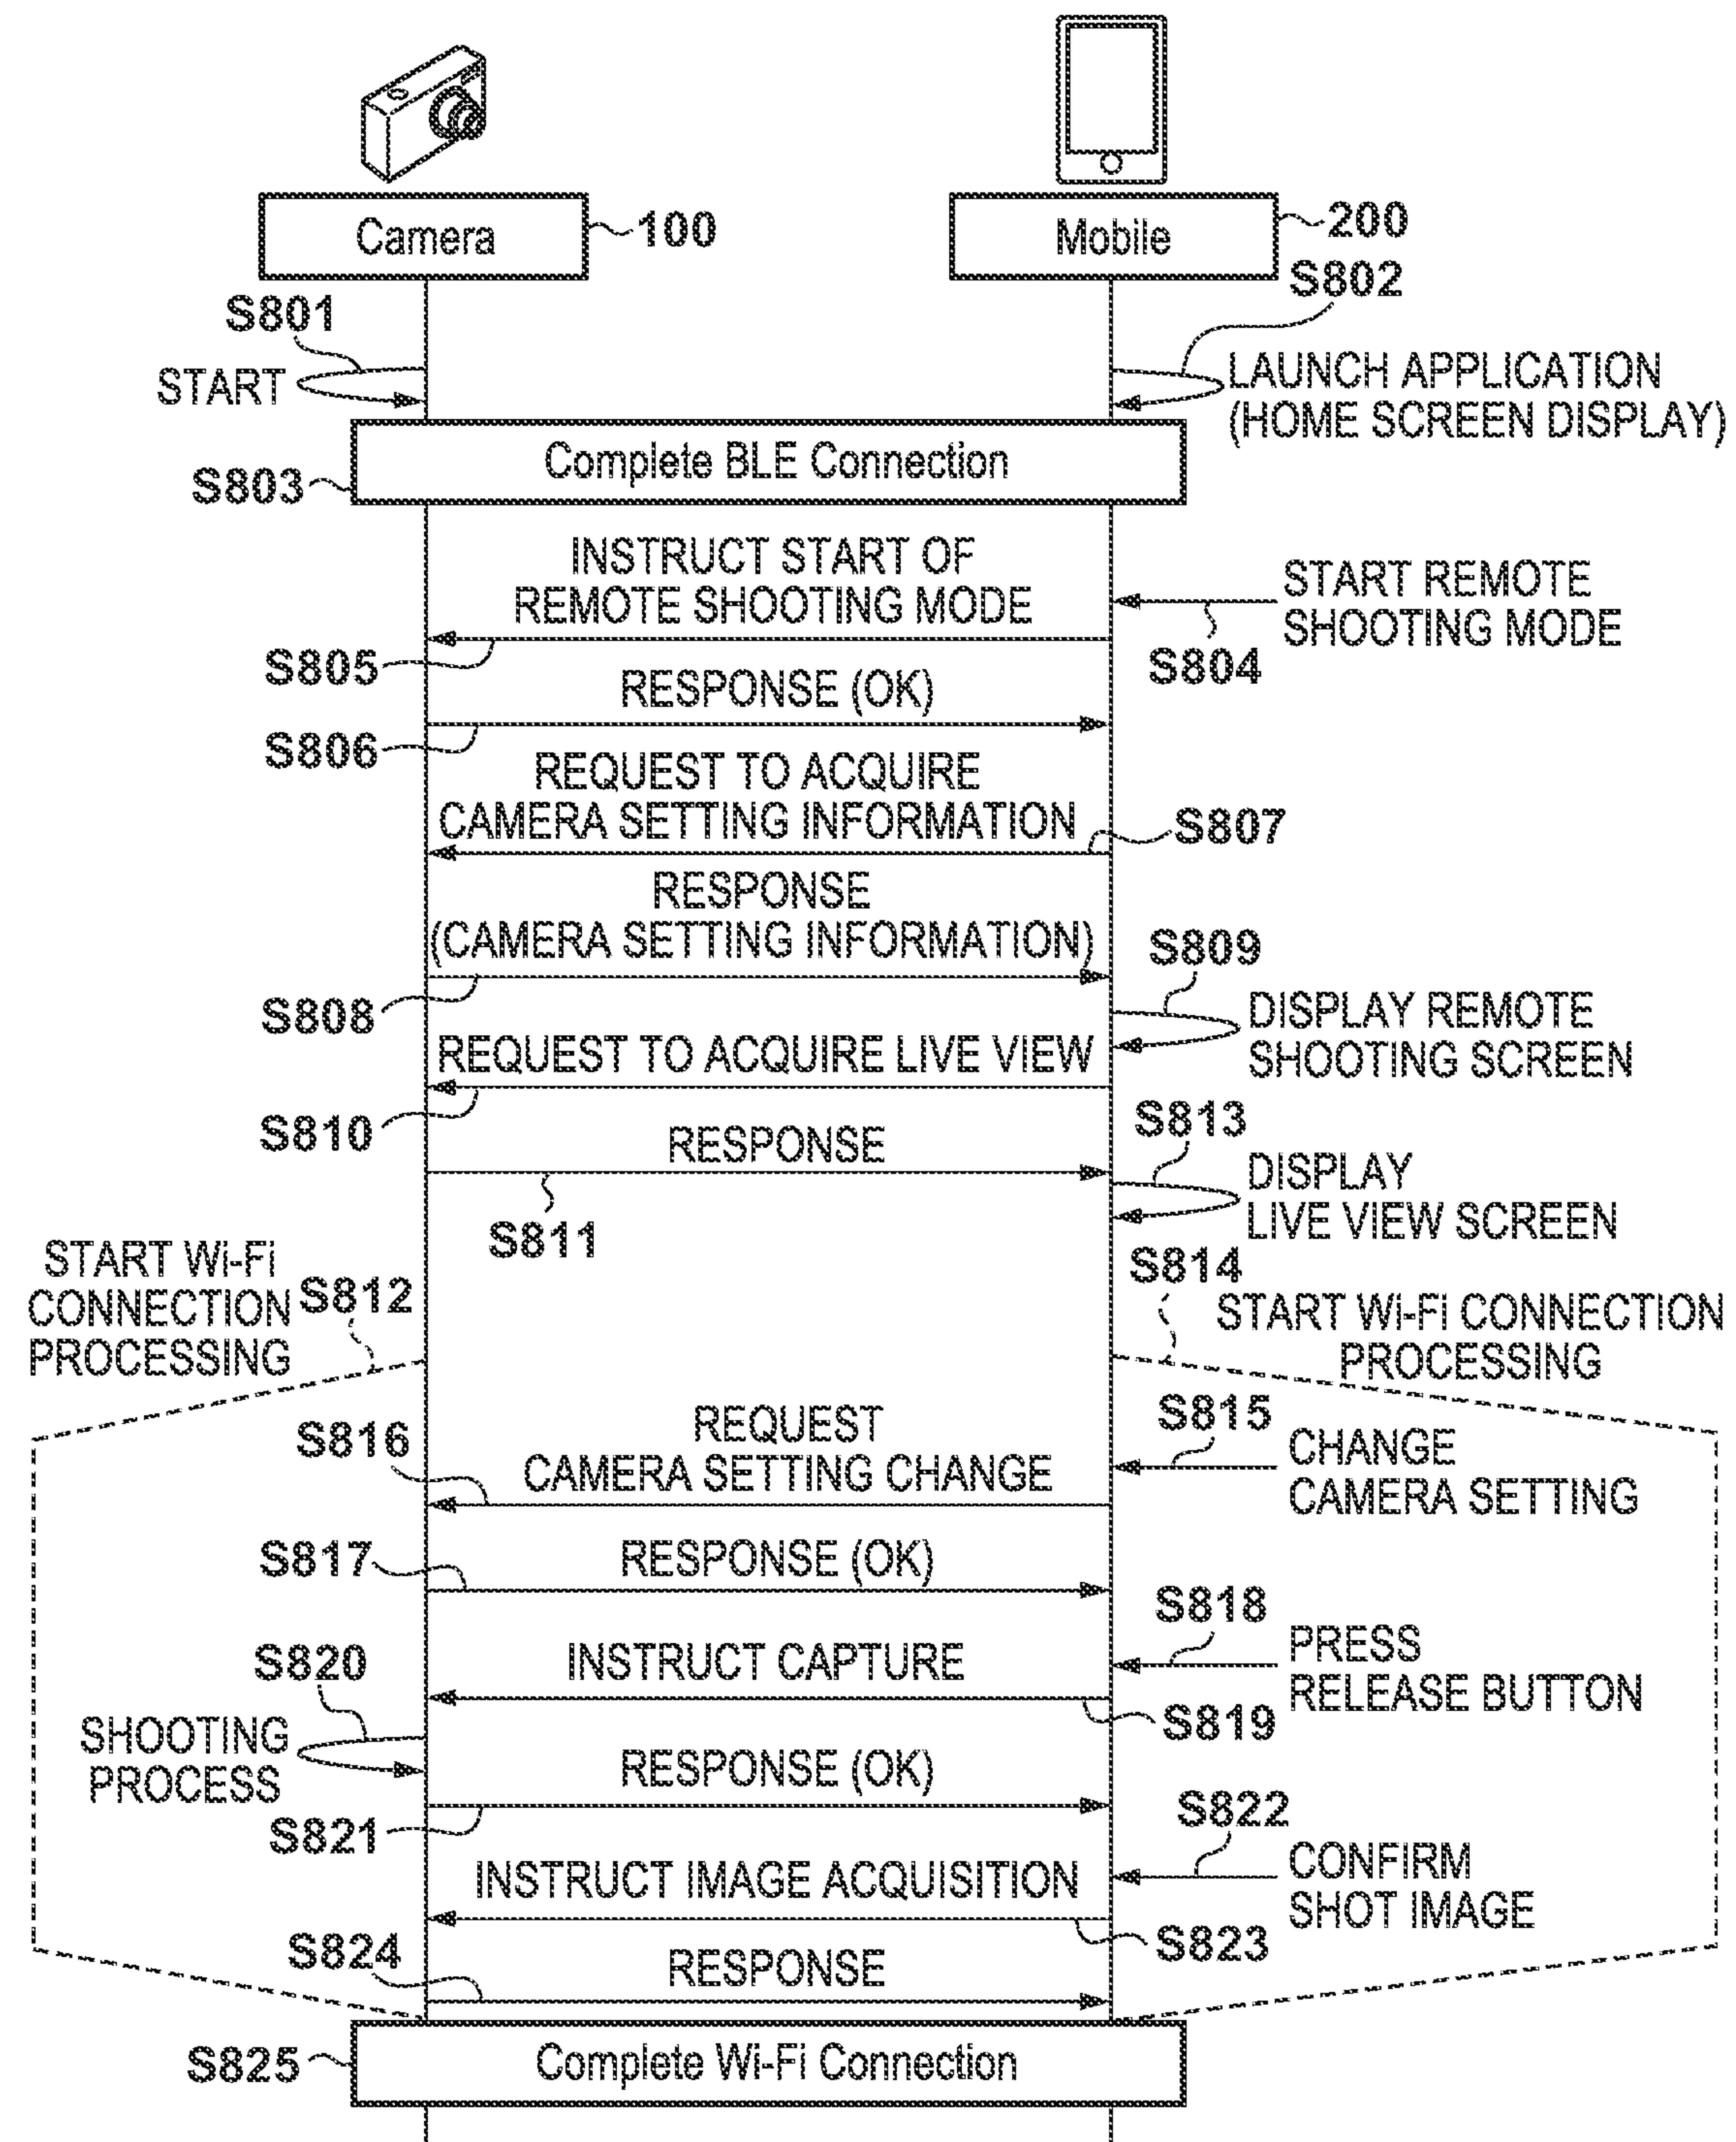 Camera
100
Mobile
200
S801
START
S802
LAUNCH APPLICATION
(HOME SCREEN DISPLAY)
Complete BLE Connection
S803
INSTRUCT START OF
REMOTE SHOOTING MODE
START REMOTE
SHOOTING MODE
S804
S805
RESPONSE (OK)
S806
REQUEST TO ACQUIRE
CAMERA SETTING INFORMATION
S807
RESPONSE
(CAMERA SETTING INFORMATION)
S808
S809
DISPLAY REMOTE
SHOOTING SCREEN
REQUEST TO ACQUIRE LIVE VIEW
S810
RESPONSE
S811
S813
DISPLAY
LIVE VIEW SCREEN
START Wi-Fi
CONNECTION
PROCESSING
S812
S814
START Wi-Fi CONNECTION
PROCESSING
S815
CHANGE
CAMERA SETTING
REQUEST
CAMERA SETTING CHANGE
S816
S817
RESPONSE (OK)
S818
PRESS
RELEASE BUTTON
INSTRUCT CAPTURE
S819
S820
SHOOTING
PROCESS
RESPONSE (OK)
S821
S822
CONFIRM
SHOT IMAGE
INSTRUCT IMAGE ACQUISITION
S823
S824
RESPONSE
S825
Complete Wi-Fi Connection